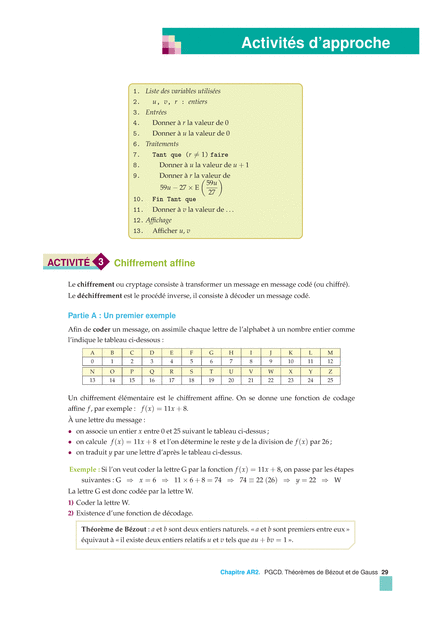 Activités d'approche
1. Liste des variables utilisées
2. u, v, r : entiers
3. Entrées
4. Donner à r la valeur de 0
5. Donner à u la valeur de 0
6. Traitements
7. Tant que (r ≠ 1) faire
8. Donner à u la valeur de u + 1
9. Donner à r la valeur de
59u − 27 × E (59u / 27)
10. Fin Tant que
11. Donner à v la valeur de ...
12. Affichage
13. Afficher u, v
ACTIVITÉ 3 Chiffrement affine
Le chiffrement ou cryptage consiste à transformer un message en message codé (ou chiffré).
Le déchiffrement est le procédé inverse, il consiste à décoder un message codé.
Partie A : Un premier exemple
Afin de coder un message, on assimile chaque lettre de l'alphabet à un nombre entier comme
l'indique le tableau ci-dessous :
A B C D E F G H I J K L M
0 1 2 3 4 5 6 7 8 9 10 11 12
N O P Q R S T U V W X Y Z
13 14 15 16 17 18 19 20 21 22 23 24 25
Un chiffrement élémentaire est le chiffrement affine. On se donne une fonction de codage
affine f, par exemple : f(x) = 11x + 8.
À une lettre du message :
• on associe un entier x entre 0 et 25 suivant le tableau ci-dessus ;
• on calcule f(x) = 11x + 8 et l'on détermine le reste y de la division de f(x) par 26 ;
• on traduit y par une lettre d'après le tableau ci-dessus.
Exemple : Si l'on veut coder la lettre G par la fonction f(x) = 11x + 8, on passe par les étapes
suivantes : G ⇒ x = 6 ⇒ 11 × 6 + 8 = 74 ⇒ 74 ≡ 22 (26) ⇒ y = 22 ⇒ W
La lettre G est donc codée par la lettre W.
1) Coder la lettre W.
2) Existence d'une fonction de décodage.
Théorème de Bézout : a et b sont deux entiers naturels. « a et b sont premiers entre eux »
équivaut à « il existe deux entiers relatifs u et v tels que au + bv = 1 ».
Chapitre AR2. PGCD. Théorèmes de Bézout et de Gauss 29